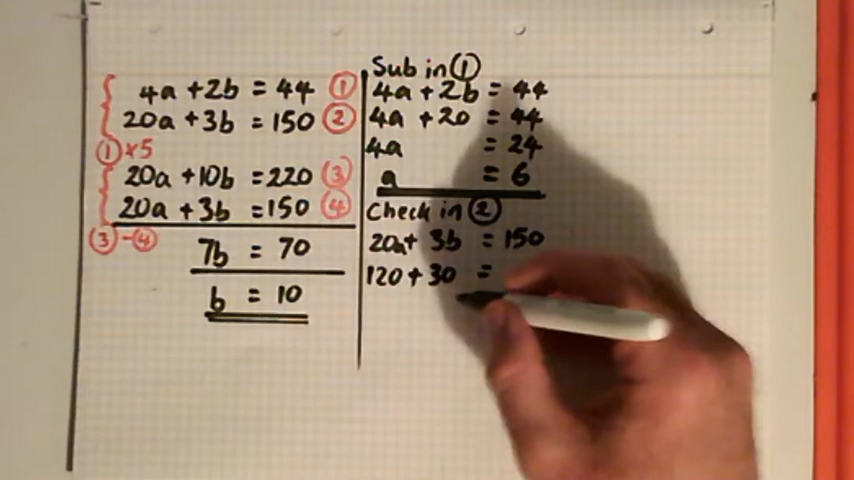 4a + 2b = 44 ①
20a + 3b = 150 ②
① x5
20a + 10b = 220 ③
20a + 3b = 150 ④
③ - ④
7b = 70
b = 10
Sub in ①
4a + 2b = 44
4a + 20 = 44
4a = 24
a = 6
Check in ②
20a + 3b = 150
120 + 30 =